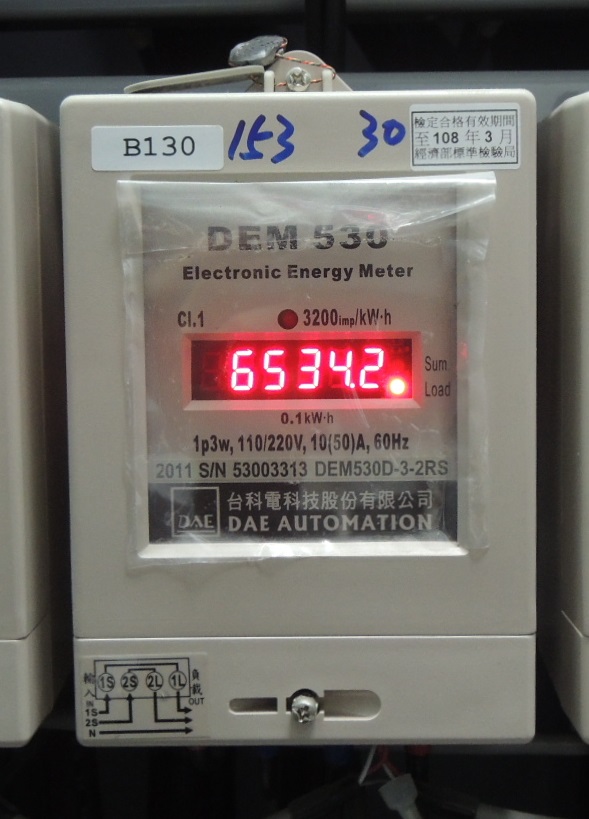 B130
153 30
檢定合格有效期間
至 108 年 3 月
經濟部標準檢驗局
DEM 530
Electronic Energy Meter
Cl.1
3200imp/kW·h
6534.2
Sum
Load
0.1kW·h
1p3w, 110/220V, 10(50)A, 60Hz
2011 S/N 53003313 DEM530D-3-2RS
DAE
台科電科技股份有限公司
DAE AUTOMATION
輸入
IN
1S 2S 2L 1L
負載
OUT
1S
2S
N